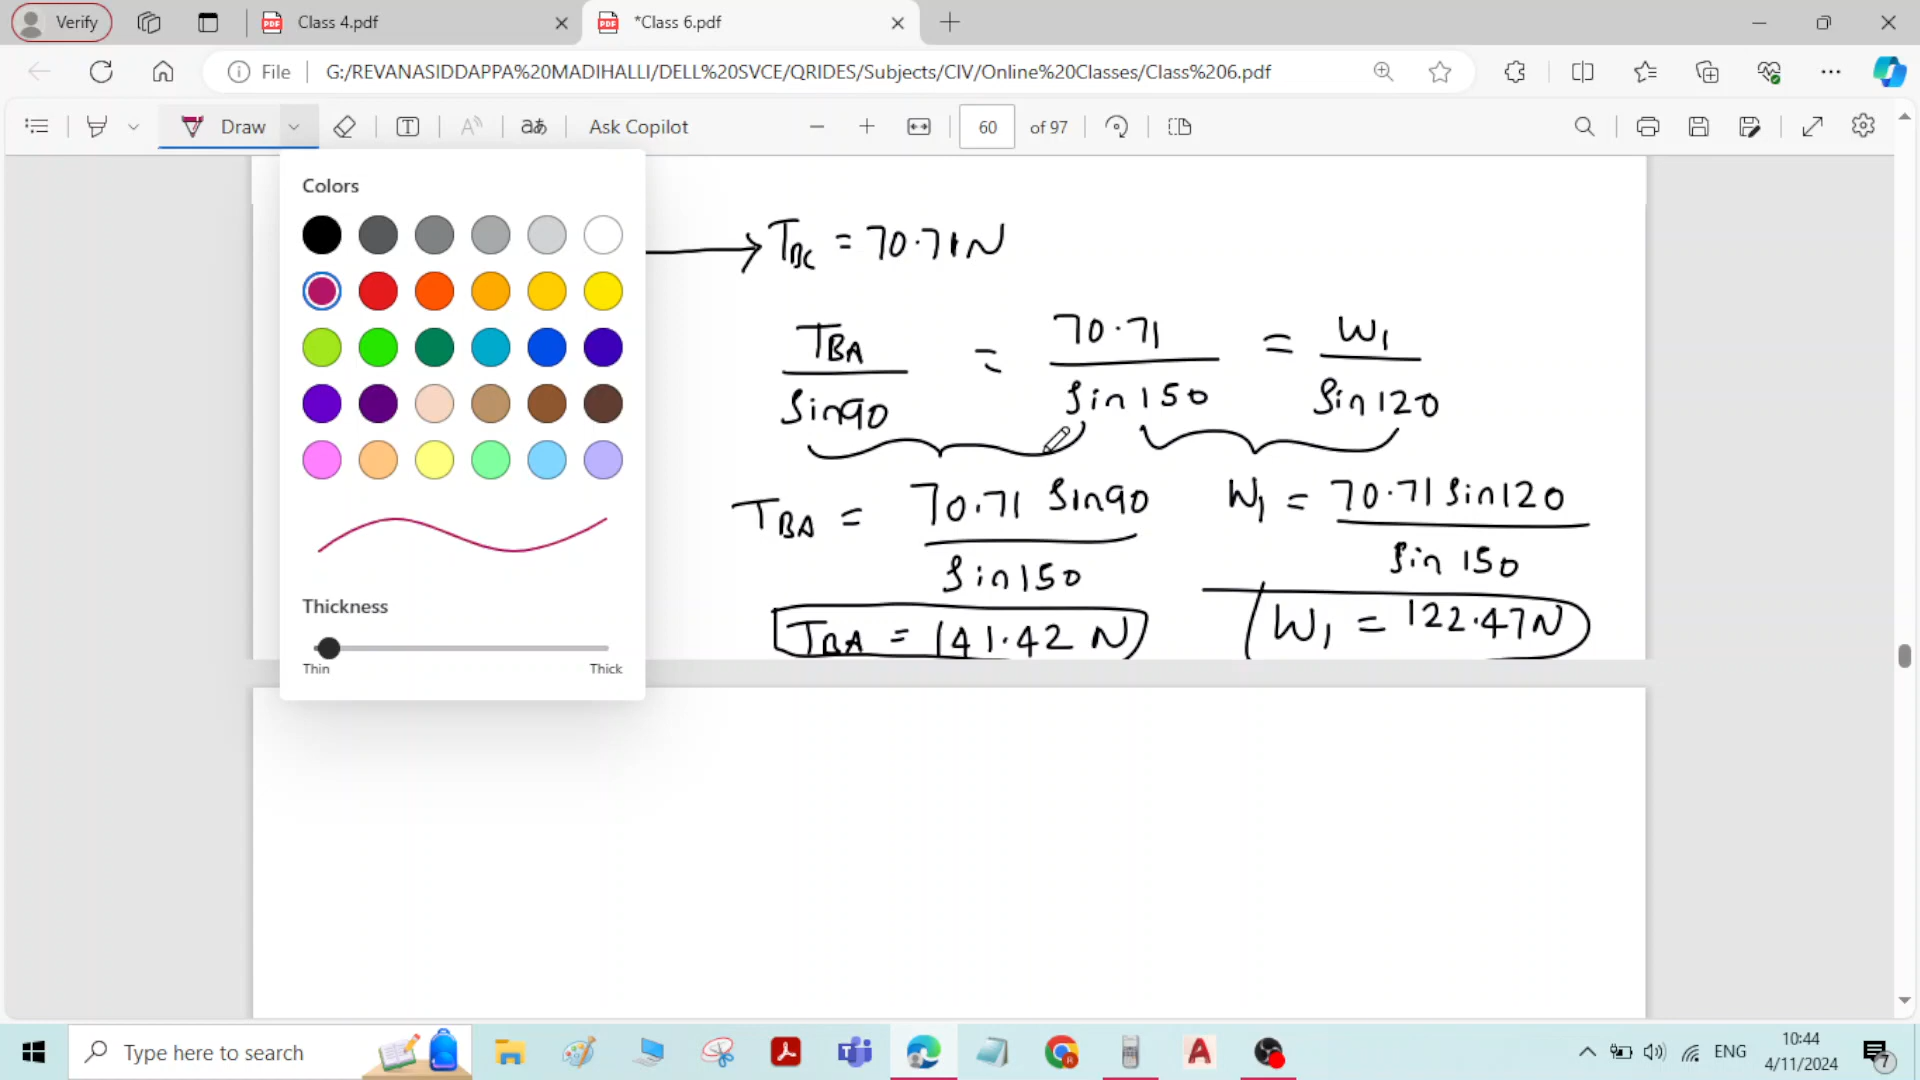 Verify
Class 4.pdf
*Class 6.pdf
File
G:/REVANASIDDAPPA%20MADIHALLI/DELL%20SVCE/QRIDES/Subjects/CIV/Online%20Classes/Class%206.pdf
Draw
Ask Copilot
60 of 97
Colors
Thickness
Thin Thick
TBC = 70.71N
TBA / Sin90 = 70.71 / Sin150 = W1 / Sin120
TBA = 70.71 Sin90 / Sin150
W1 = 70.71 Sin120 / Sin 150
TBA = 141.42 N
W1 = 122.47N
Type here to search
ENG
10:44
4/11/2024
7